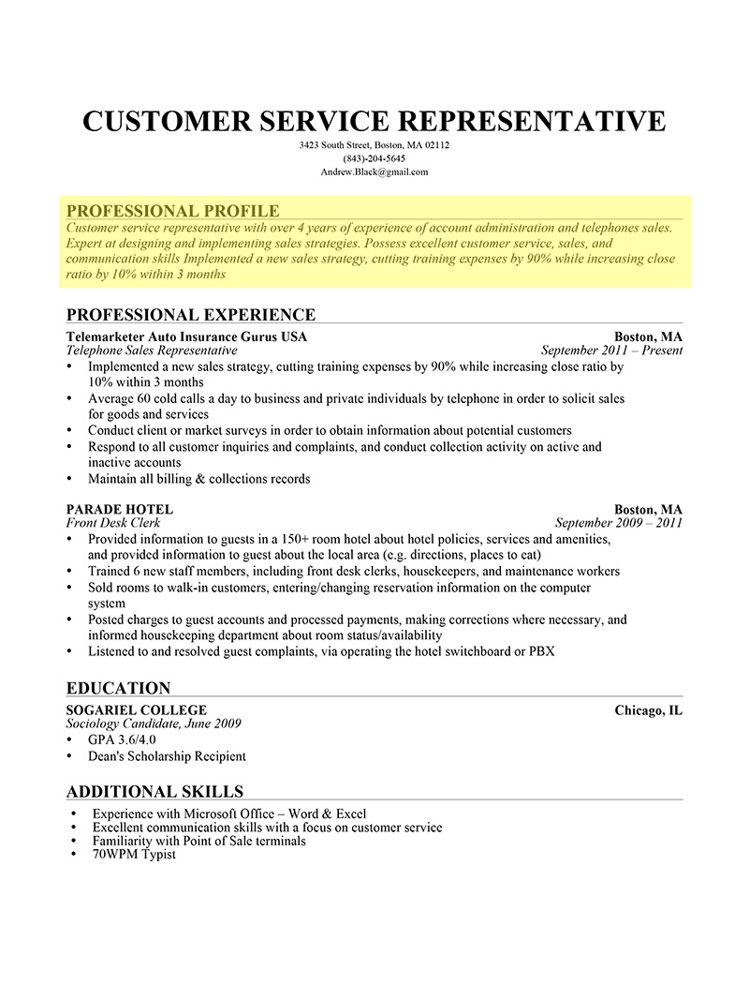 CUSTOMER SERVICE REPRESENTATIVE
3423 South Street, Boston, MA 02112
(843)-204-5645
Andrew.Black@gmail.com
PROFESSIONAL PROFILE
Customer service representative with over 4 years of experience of account administration and telephones sales.
Expert at designing and implementing sales strategies. Possess excellent customer service, sales, and
communication skills Implemented a new sales strategy, cutting training expenses by 90% while increasing close
ratio by 10% within 3 months
PROFESSIONAL EXPERIENCE
Telemarketer Auto Insurance Gurus USA Boston, MA
Telephone Sales Representative September 2011 – Present
• Implemented a new sales strategy, cutting training expenses by 90% while increasing close ratio by
10% within 3 months
• Average 60 cold calls a day to business and private individuals by telephone in order to solicit sales
for goods and services
• Conduct client or market surveys in order to obtain information about potential customers
• Respond to all customer inquiries and complaints, and conduct collection activity on active and
inactive accounts
• Maintain all billing & collections records
PARADE HOTEL Boston, MA
Front Desk Clerk September 2009 – 2011
• Provided information to guests in a 150+ room hotel about hotel policies, services and amenities,
and provided information to guest about the local area (e.g. directions, places to eat)
• Trained 6 new staff members, including front desk clerks, housekeepers, and maintenance workers
• Sold rooms to walk-in customers, entering/changing reservation information on the computer
system
• Posted charges to guest accounts and processed payments, making corrections where necessary, and
informed housekeeping department about room status/availability
• Listened to and resolved guest complaints, via operating the hotel switchboard or PBX
EDUCATION
SOGARIEL COLLEGE Chicago, IL
Sociology Candidate, June 2009
• GPA 3.6/4.0
• Dean's Scholarship Recipient
ADDITIONAL SKILLS
• Experience with Microsoft Office – Word & Excel
• Excellent communication skills with a focus on customer service
• Familiarity with Point of Sale terminals
• 70WPM Typist